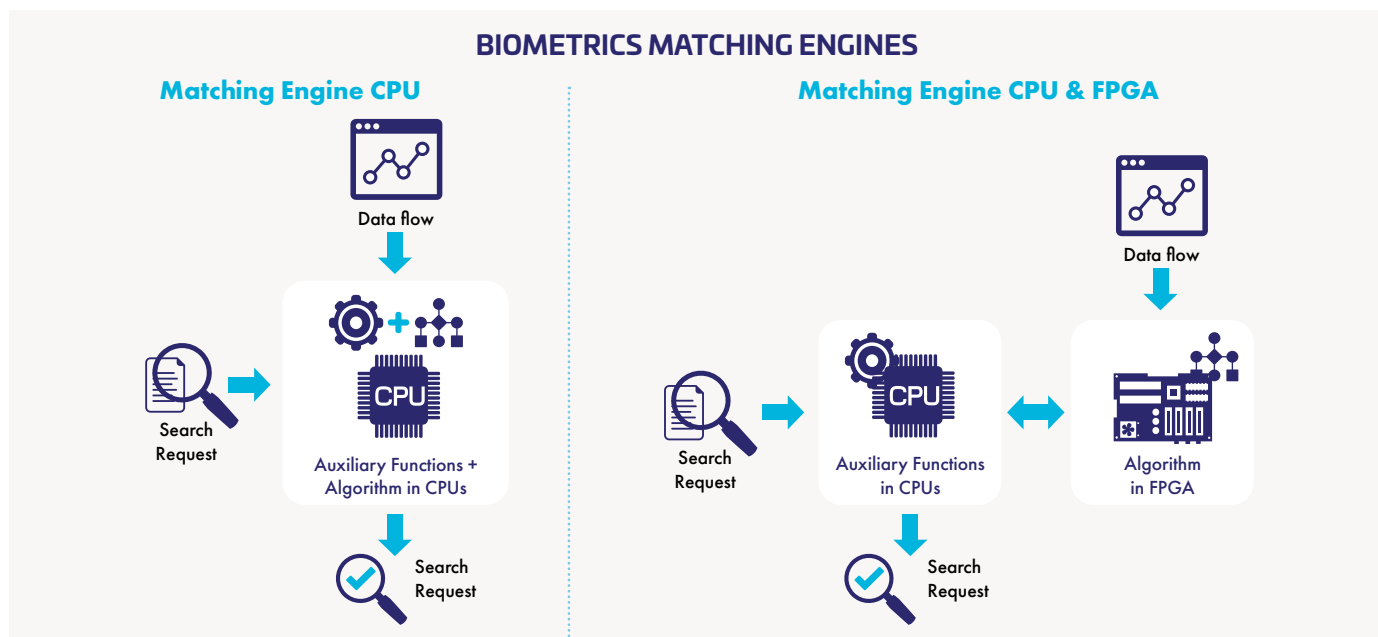 BIOMETRICS MATCHING ENGINES
Matching Engine CPU
Data flow
Search
Request
CPU
Auxiliary Functions +
Algorithm in CPUs
Search
Request
Matching Engine CPU & FPGA
Data flow
Search
Request
CPU
Auxiliary Functions
in CPUs
Algorithm
in FPGA
Search
Request